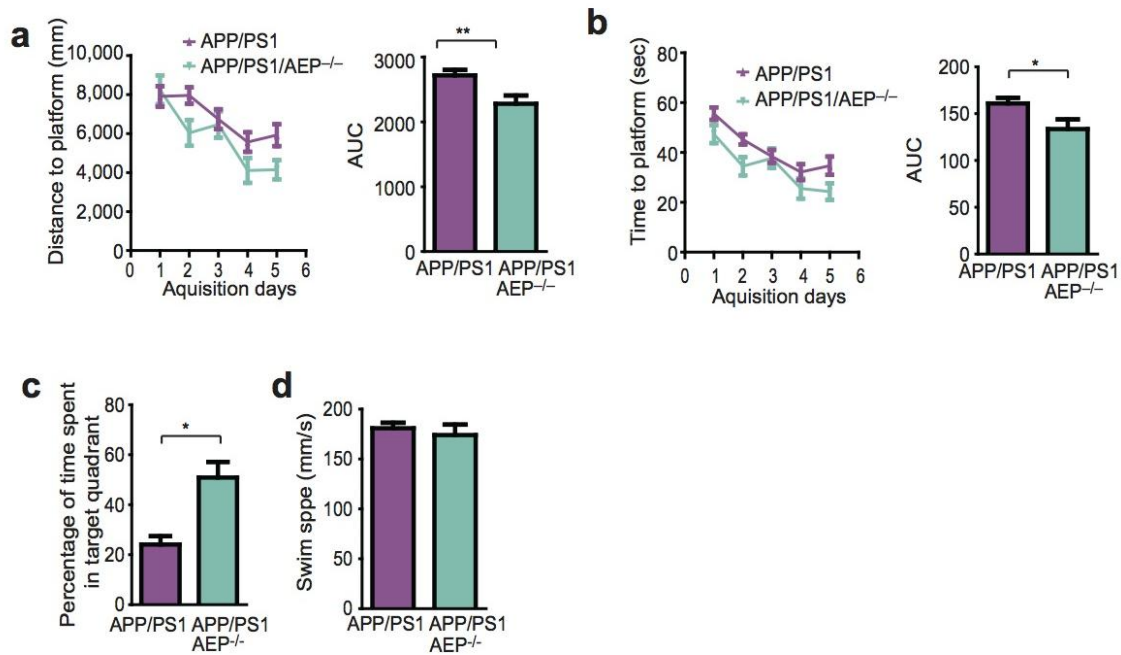 a
Distance to platform (mm)
10,000
8,000
6,000
4,000
2,000
0
0 1 2 3 4 5 6
Aquisition days
APP/PS1
APP/PS1/AEP–/–
AUC
3000
2000
1000
0
**
APP/PS1 APP/PS1
AEP–/–
b
Time to platform (sec)
80
60
40
20
0
0 1 2 3 4 5 6
Aquisition days
APP/PS1
APP/PS1/AEP–/–
AUC
200
150
100
50
0
*
APP/PS1 APP/PS1
AEP–/–
c
Percentage of time spent
in target quadrant
80
60
40
20
0
*
APP/PS1 APP/PS1
AEP-/-
d
Swim sppe (mm/s)
200
150
100
50
0
APP/PS1 APP/PS1
AEP-/-